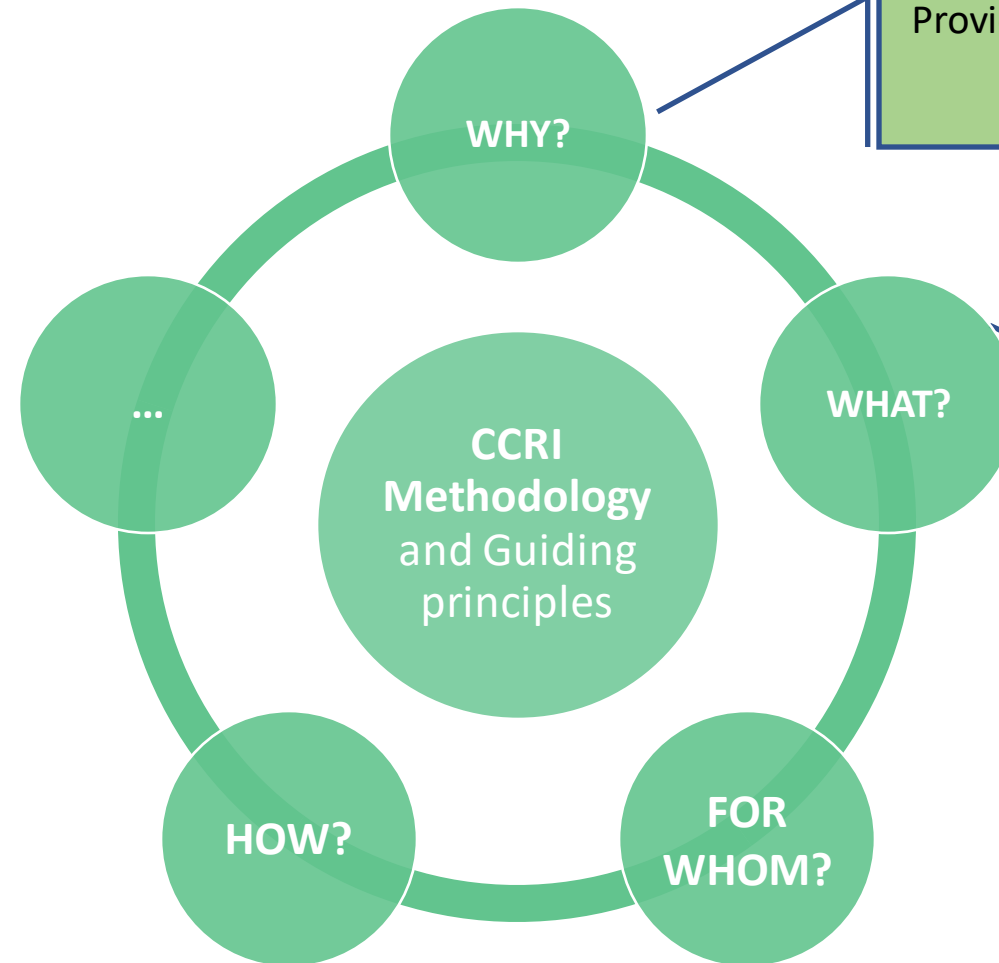 Provi
WHY?
WHAT?
...
CCRI
Methodology
and Guiding
principles
FOR
WHOM?
HOW?